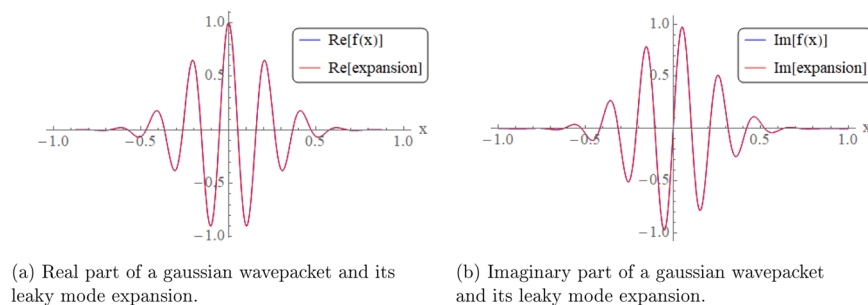 1.0
Re[f(x)]
Re[expansion]
0.5
-1.0 -0.5 0.5 1.0 x
-0.5
-1.0
1.0
Im[f(x)]
Im[expansion]
0.5
-1.0 -0.5 0.5 1.0 x
-0.5
-1.0
(a) Real part of a gaussian wavepacket and its
leaky mode expansion.
(b) Imaginary part of a gaussian wavepacket
and its leaky mode expansion.